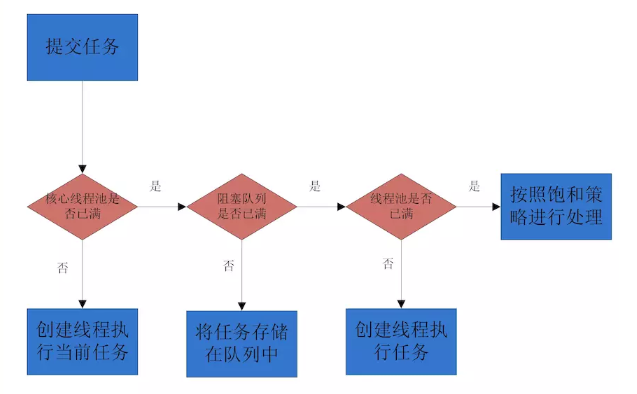 提交任务
核心线程池是
否已满
是
阻塞队列
是否已满
是
线程池是否
已满
是
按照饱和策
略进行处理
否
否
否
创建线程执
行当前任务
将任务存储
在队列中
创建线程执
行任务